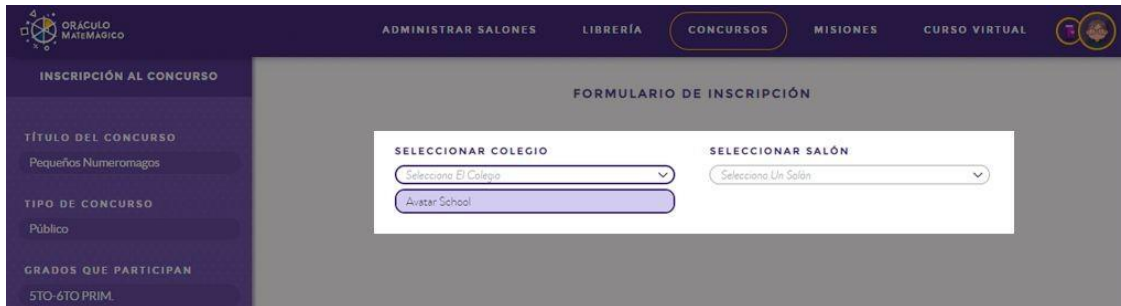 ORÁCULO
MATEMÁGICO
ADMINISTRAR SALONES
LIBRERÍA
CONCURSOS
MISIONES
CURSO VIRTUAL
INSCRIPCIÓN AL CONCURSO
FORMULARIO DE INSCRIPCIÓN
TÍTULO DEL CONCURSO
Pequeños Numeromagos
TIPO DE CONCURSO
Público
GRADOS QUE PARTICIPAN
5TO-6TO PRIM.
SELECCIONAR COLEGIO
Selecciona El Colegio
Avatar School
SELECCIONAR SALÓN
Selecciona Un Salón